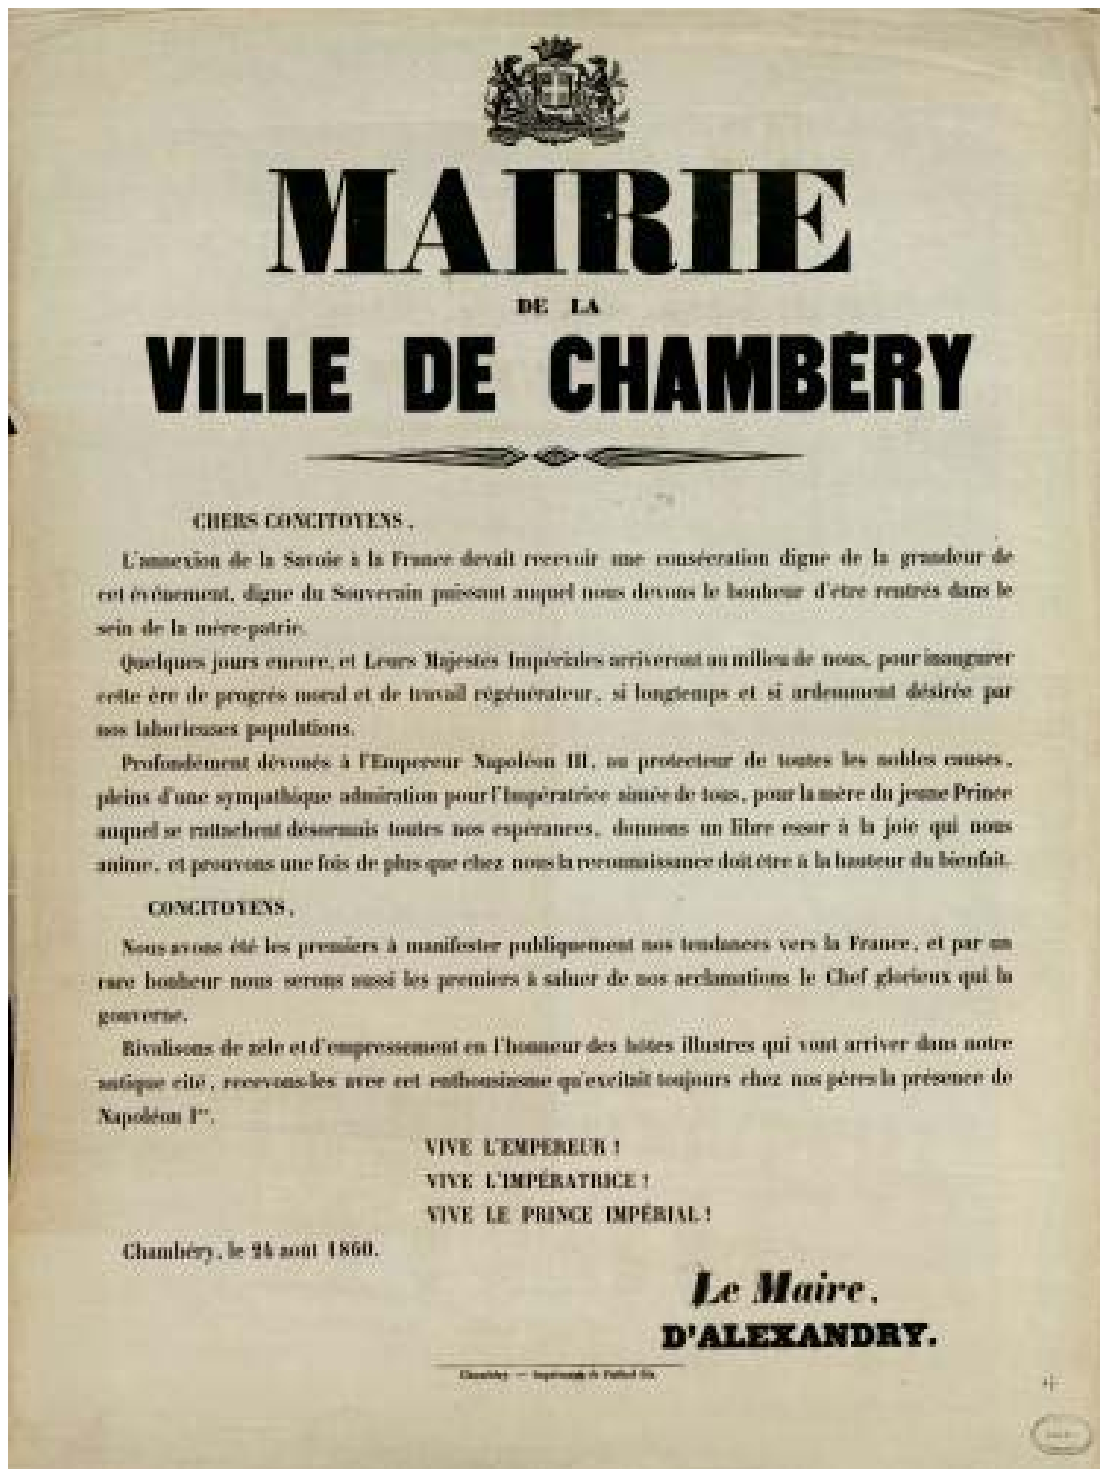 MAIRIE
DE LA
VILLE DE CHAMBÉRY
CHERS CONCITOYENS,
L'annexion de la Savoie à la France devait recevoir une consécration digne de la grandeur de
cet événement, digne du Souverain puissant auquel nous devons le bonheur d'être rentrés dans le
sein de la mère-patrie.
Quelques jours encore, et Leurs Majestés Impériales arriveront au milieu de nous, pour inaugurer
cette ère de progrès moral et de travail régénérateur, si longtemps et si ardemment désirée par
nos laborieuses populations.
Profondément dévoués à l'Empereur Napoléon III, au protecteur de toutes les nobles causes,
pleins d'une sympathique admiration pour l'Impératrice aimée de tous, pour la mère du jeune Prince
auquel se rattachent désormais toutes nos espérances, donnons un libre essor à la joie qui nous
anime, et prouvons une fois de plus que chez nous la reconnaissance doit être à la hauteur du bienfait.
CONCITOYENS,
Nous avons été les premiers à manifester publiquement nos tendances vers la France, et par un
rare bonheur nous serons aussi les premiers à saluer de nos acclamations le Chef glorieux qui la
gouverne.
Rivalisons de zèle et d'empressement en l'honneur des hôtes illustres qui vont arriver dans notre
antique cité, recevons-les avec cet enthousiasme qu'excitait toujours chez nos pères la présence de
Napoléon Ier.
VIVE L'EMPEREUR !
VIVE L'IMPÉRATRICE !
VIVE LE PRINCE IMPÉRIAL !
Chambéry, le 24 août 1860.
Le Maire,
D'ALEXANDRY.
Chambéry — Imprimerie de